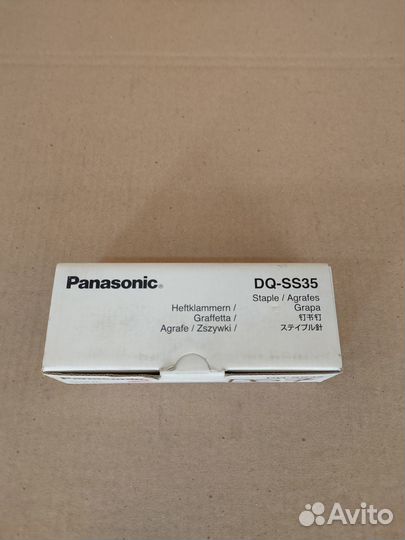 Panasonic®
DQ-SS35
Staple / Agrafes
Heftklammern / Grapa
Graffetta / 钉书钉
Agrafe / Zszywki / ステイプル針
Avito